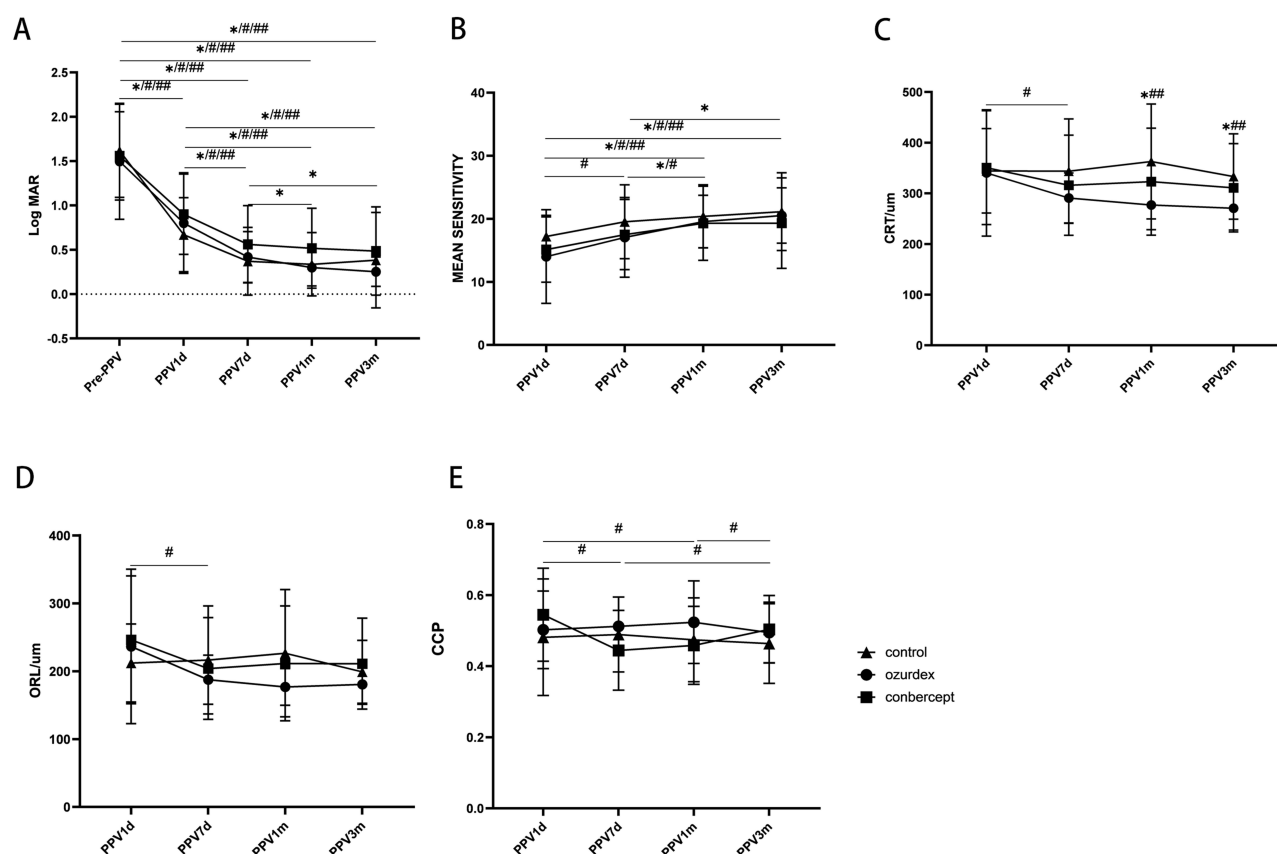 A
*/#/##
*/#/##
*/#/##
*/#/##
*/#/##
*/#/##
*/#/##
*
*
Log MAR
2.5
2.0
1.5
1.0
0.5
0.0
-0.5
Pre-PPV
PPV1d
PPV7d
PPV1m
PPV3m
B
*
*/#/##
*/#/##
#
*/#
MEAN SENSITIVITY
40
30
20
10
0
PPV1d
PPV7d
PPV1m
PPV3m
C
#
*##
*##
CRT/um
500
400
300
200
100
0
PPV1d
PPV7d
PPV1m
PPV3m
D
#
ORL/um
400
300
200
100
0
PPV1d
PPV7d
PPV1m
PPV3m
E
#
#
#
#
CCP
0.8
0.6
0.4
0.2
0.0
PPV1d
PPV7d
PPV1m
PPV3m
control
ozurdex
conbercept